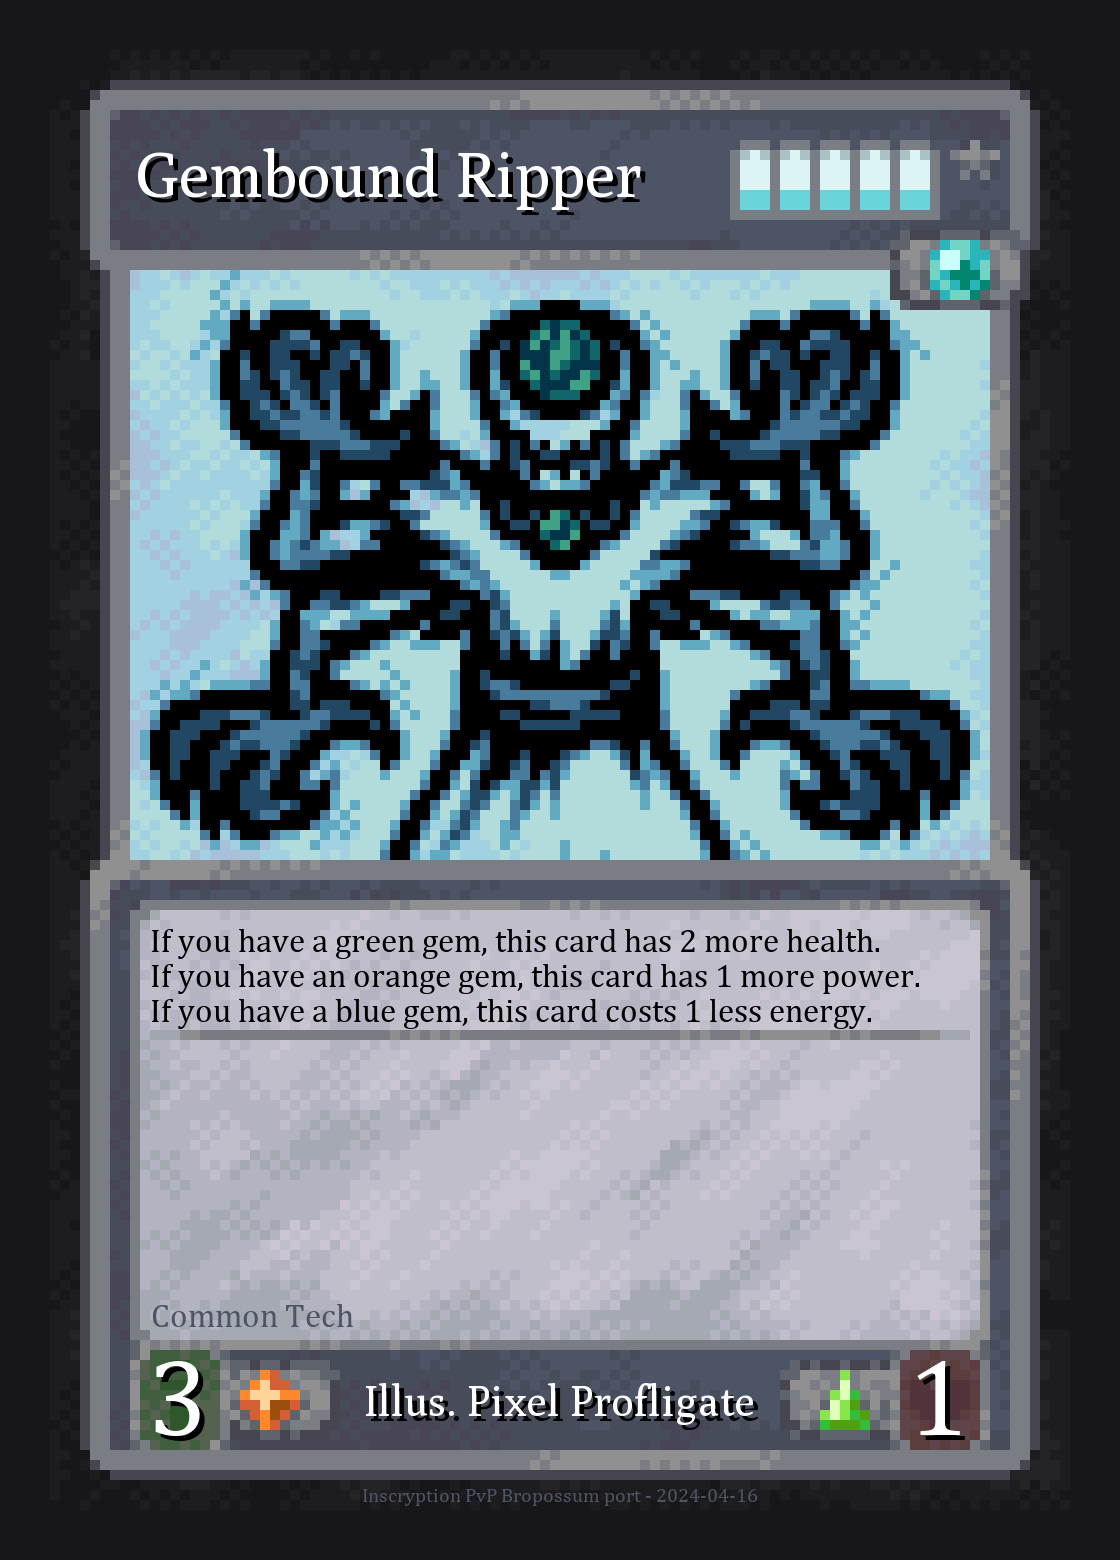 Gembound Ripper
If you have a green gem, this card has 2 more health.
If you have an orange gem, this card has 1 more power.
If you have a blue gem, this card costs 1 less energy.
Common Tech
3
Illus. Pixel Profligate
1
Inscryption PvP Bropossum port - 2024-04-16